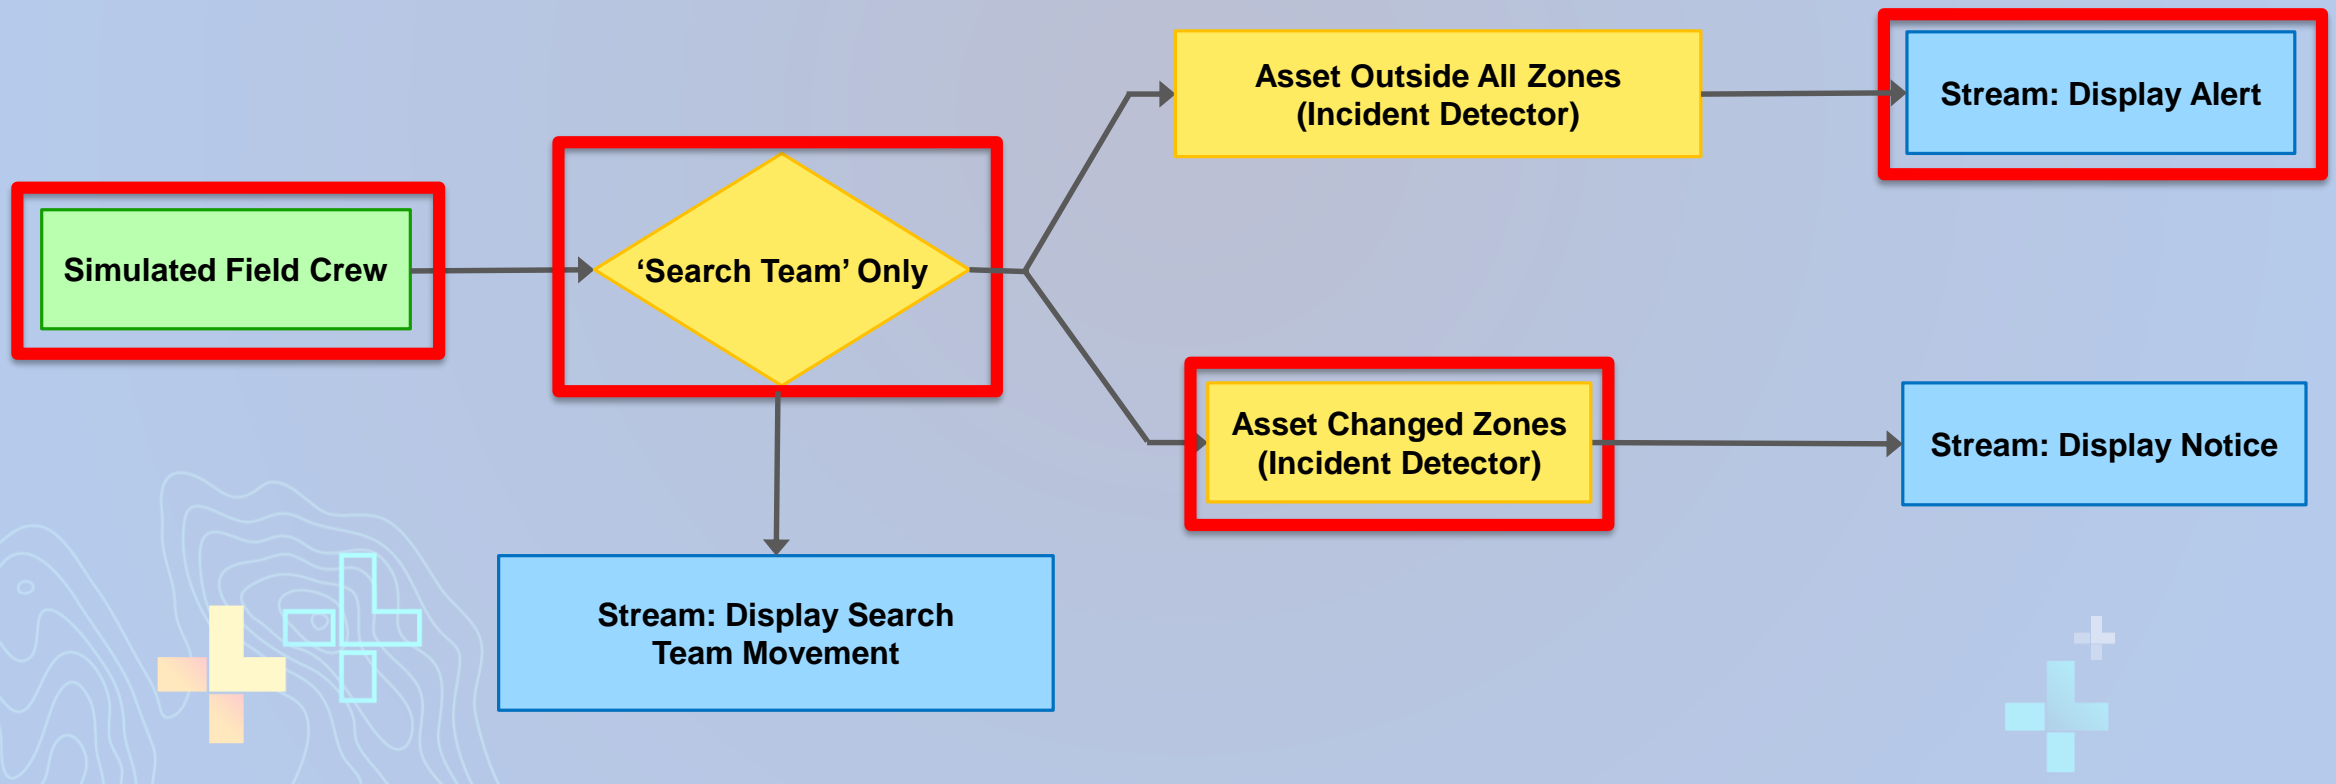 Asset Outside All Zones
(Incident Detector)
Stream: Display Alert
Simulated Field Crew
‘Search Team’ Only
Asset Changed Zones
(Incident Detector)
Stream: Display Notice
Stream: Display Search
Team Movement